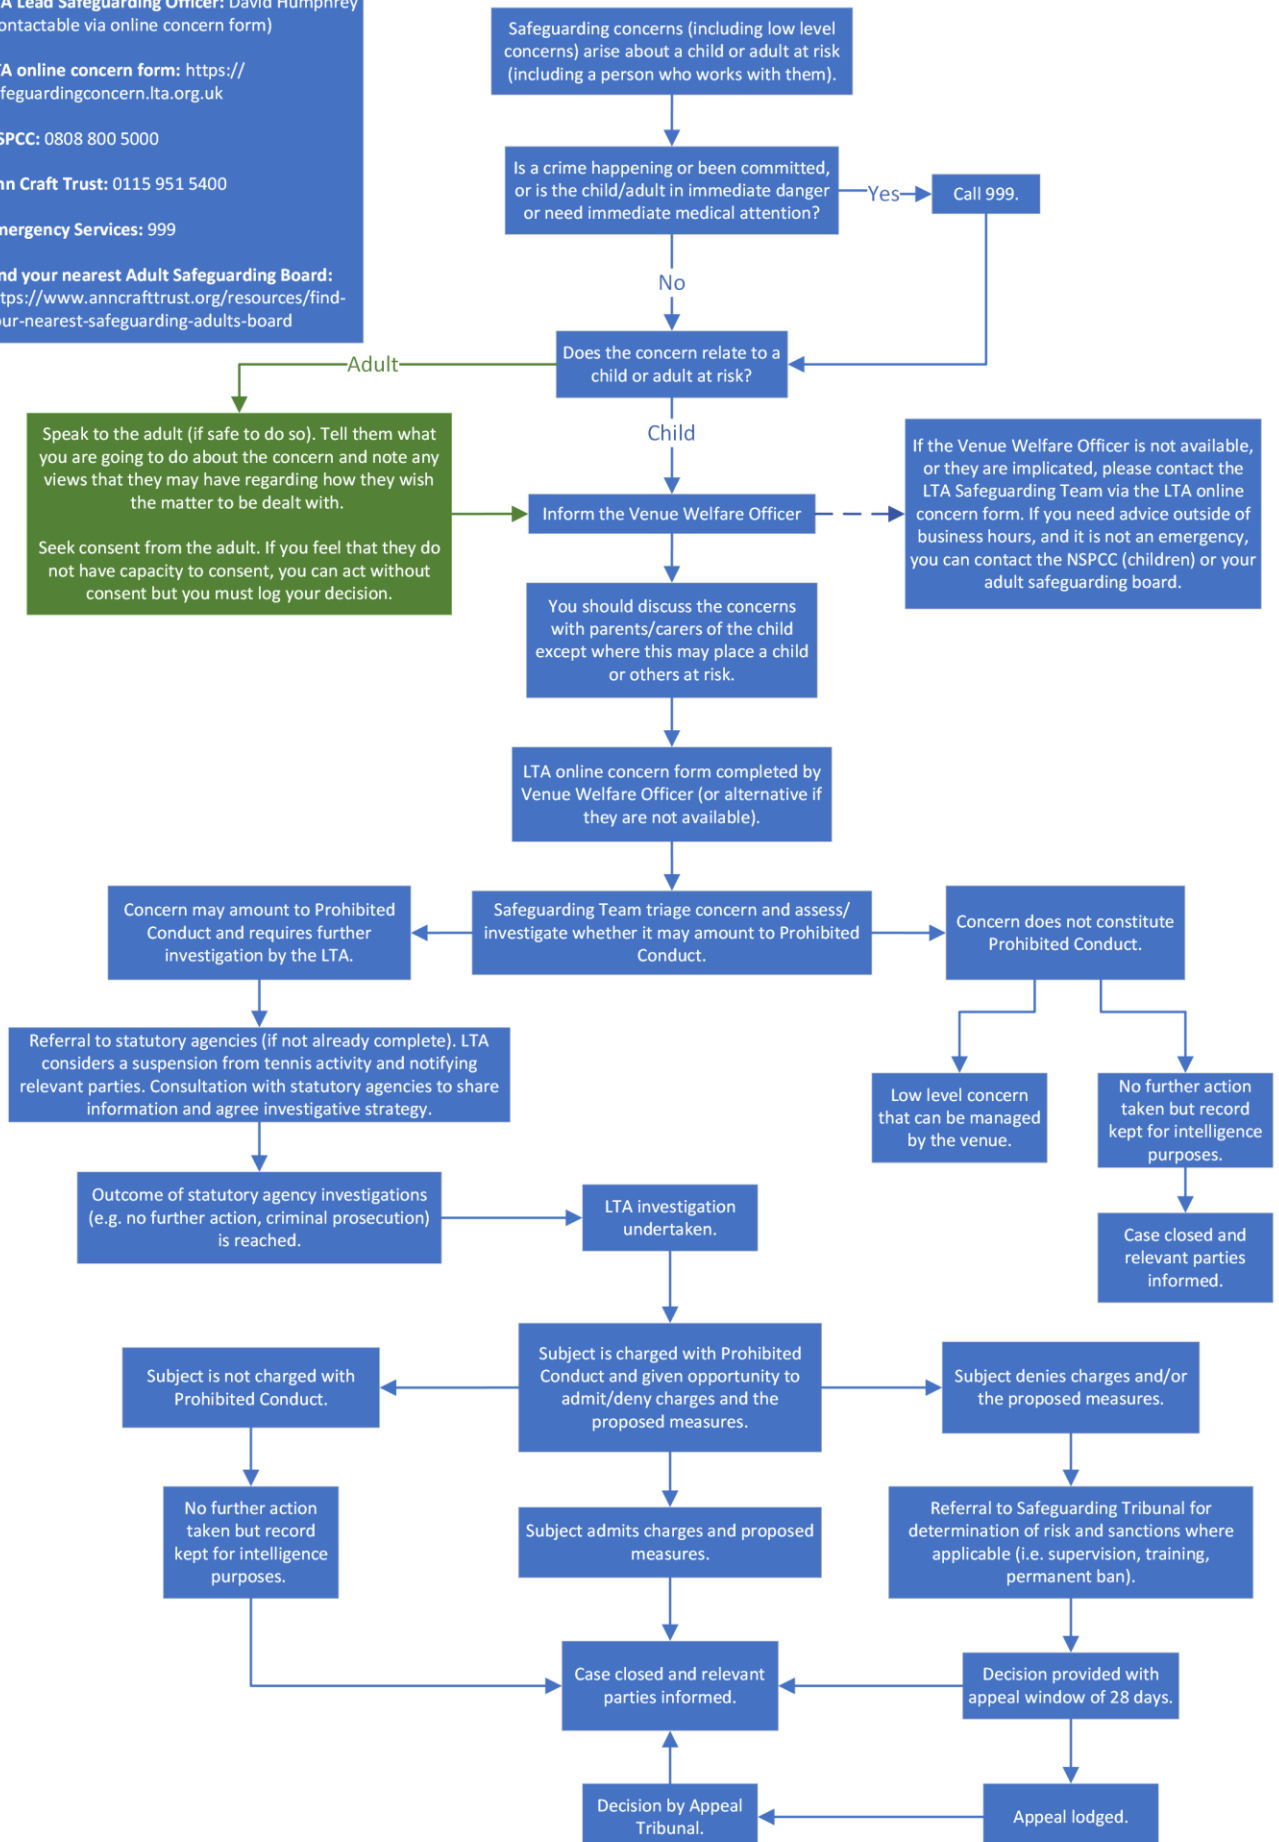 A Lead Safeguarding Officer: David Humphrey
ontactable via online concern form)
TA online concern form: https://
afeguardingconcern.lta.org.uk
SPCC: 0808 800 5000
nn Craft Trust: 0115 951 5400
mergency Services: 999
nd your nearest Adult Safeguarding Board:
ttps://www.anncrafttrust.org/resources/find-
our-nearest-safeguarding-adults-board
Safeguarding concerns (including low level
concerns) arise about a child or adult at risk
(including a person who works with them).
Is a crime happening or been committed,
or is the child/adult in immediate danger
or need immediate medical attention?
Yes
Call 999.
No
Does the concern relate to a
child or adult at risk?
Adult
Child
Speak to the adult (if safe to do so). Tell them what
you are going to do about the concern and note any
views that they may have regarding how they wish
the matter to be dealt with.
Seek consent from the adult. If you feel that they do
not have capacity to consent, you can act without
consent but you must log your decision.
Inform the Venue Welfare Officer
If the Venue Welfare Officer is not available,
or they are implicated, please contact the
LTA Safeguarding Team via the LTA online
concern form. If you need advice outside of
business hours, and it is not an emergency,
you can contact the NSPCC (children) or your
adult safeguarding board.
You should discuss the concerns
with parents/carers of the child
except where this may place a child
or others at risk.
LTA online concern form completed by
Venue Welfare Officer (or alternative if
they are not available).
Concern may amount to Prohibited
Conduct and requires further
investigation by the LTA.
Safeguarding Team triage concern and assess/
investigate whether it may amount to Prohibited
Conduct.
Concern does not constitute
Prohibited Conduct.
Referral to statutory agencies (if not already complete). LTA
considers a suspension from tennis activity and notifying
relevant parties. Consultation with statutory agencies to share
information and agree investigative strategy.
Low level concern
that can be managed
by the venue.
No further action
taken but record
kept for intelligence
purposes.
Outcome of statutory agency investigations
(e.g. no further action, criminal prosecution)
is reached.
LTA investigation
undertaken.
Case closed and
relevant parties
informed.
Subject is not charged with
Prohibited Conduct.
Subject is charged with Prohibited
Conduct and given opportunity to
admit/deny charges and the
proposed measures.
Subject denies charges and/or
the proposed measures.
No further action
taken but record
kept for intelligence
purposes.
Subject admits charges and proposed
measures.
Referral to Safeguarding Tribunal for
determination of risk and sanctions where
applicable (i.e. supervision, training,
permanent ban).
Case closed and relevant
parties informed.
Decision provided with
appeal window of 28 days.
Decision by Appeal
Tribunal.
Appeal lodged.